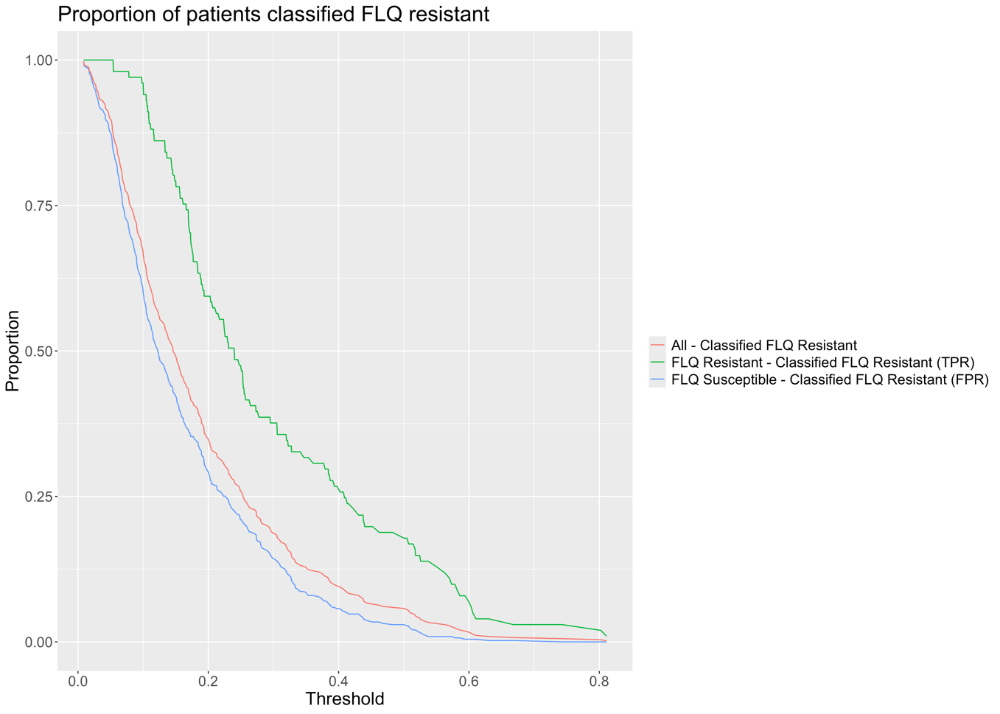 Proportion of patients classified FLQ resistant
Proportion
1.00
0.75
0.50
0.25
0.00
0.0 0.2 0.4 0.6 0.8
Threshold
All - Classified FLQ Resistant
FLQ Resistant - Classified FLQ Resistant (TPR)
FLQ Susceptible - Classified FLQ Resistant (FPR)